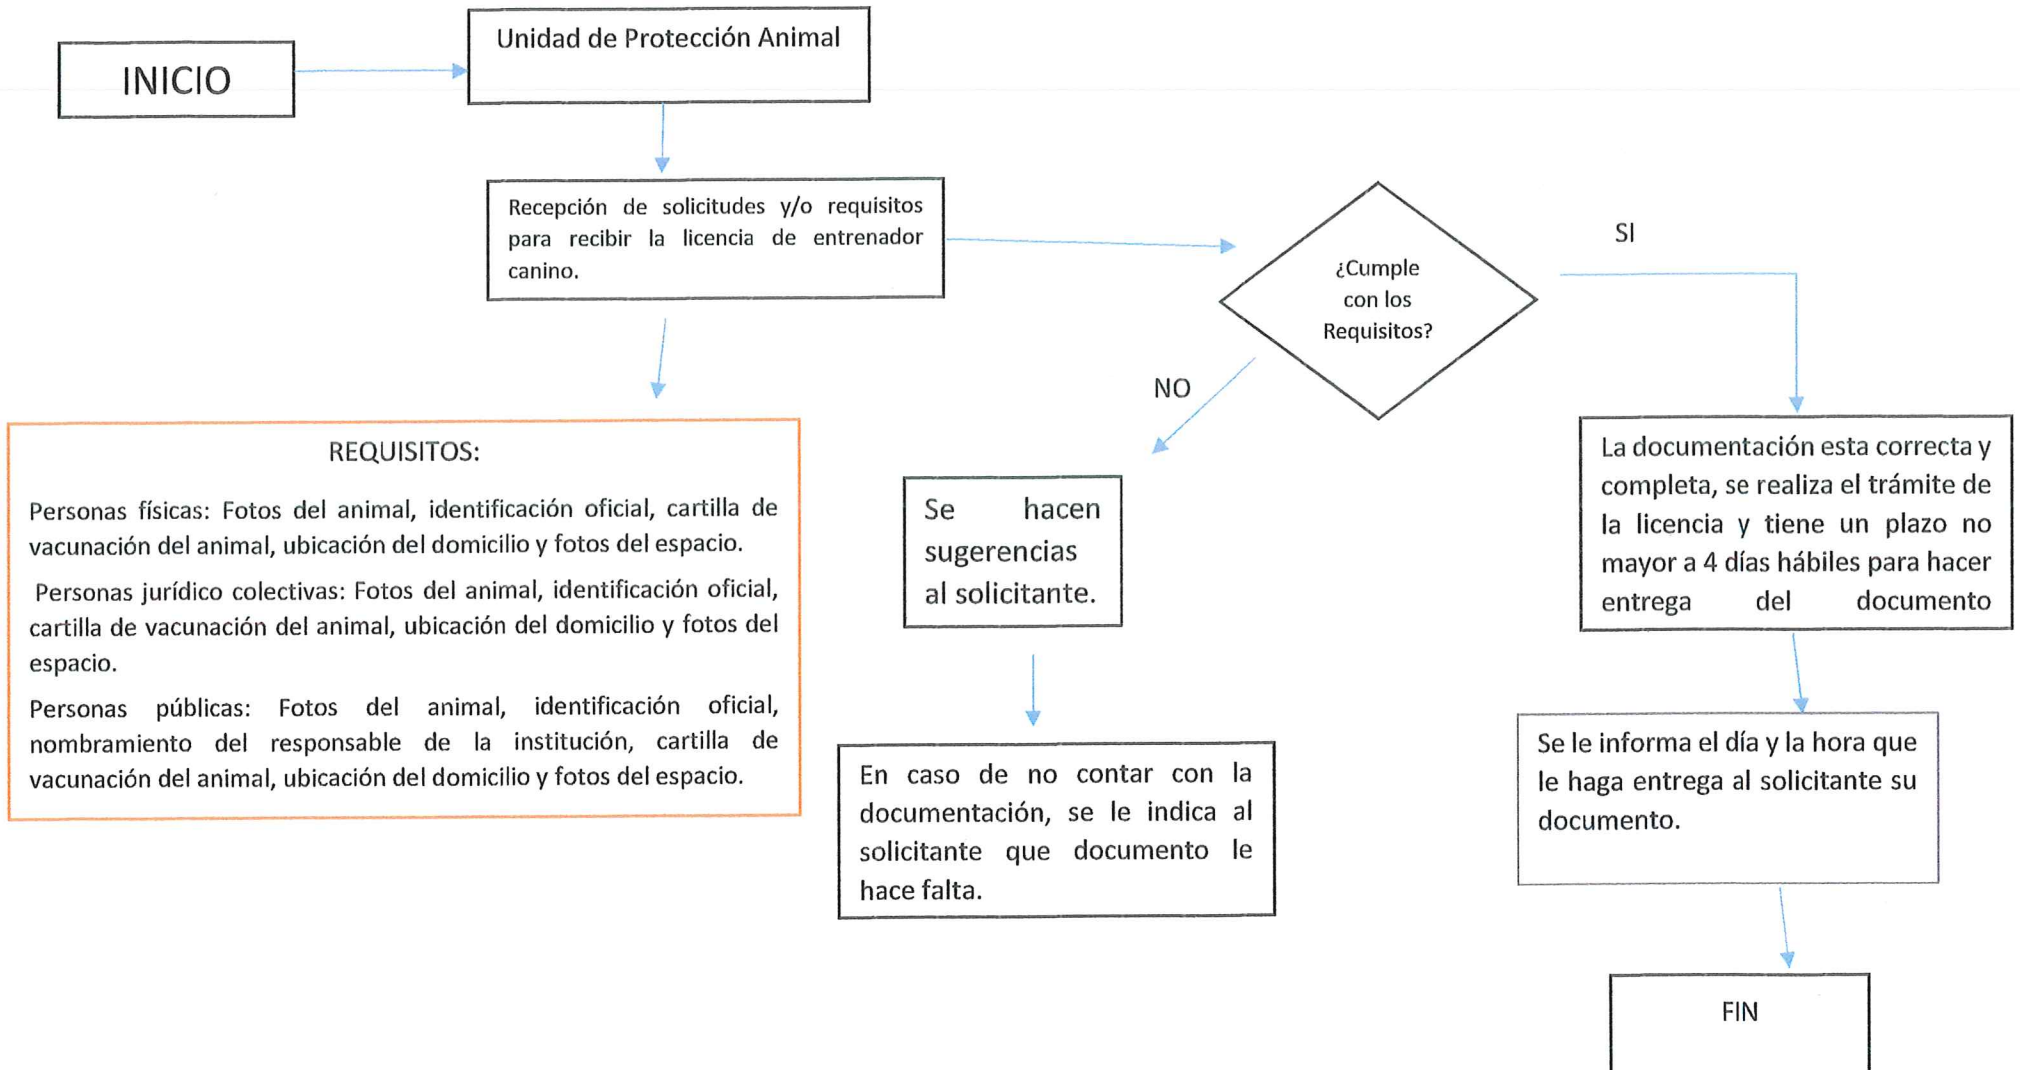 INICIO
Unidad de Protección Animal
Recepción de solicitudes y/o requisitos
para recibir la licencia de entrenador
canino.
¿Cumple
con los
Requisitos?
SI
NO
REQUISITOS:
Personas físicas: Fotos del animal, identificación oficial, cartilla de
vacunación del animal, ubicación del domicilio y fotos del espacio.
Personas jurídico colectivas: Fotos del animal, identificación oficial,
cartilla de vacunación del animal, ubicación del domicilio y fotos del
espacio.
Personas públicas: Fotos del animal, identificación oficial,
nombramiento del responsable de la institución, cartilla de
vacunación del animal, ubicación del domicilio y fotos del espacio.
Se hacen
sugerencias
al solicitante.
En caso de no contar con la
documentación, se le indica al
solicitante que documento le
hace falta.
La documentación esta correcta y
completa, se realiza el trámite de
la licencia y tiene un plazo no
mayor a 4 días hábiles para hacer
entrega del documento
Se le informa el día y la hora que
le haga entrega al solicitante su
documento.
FIN